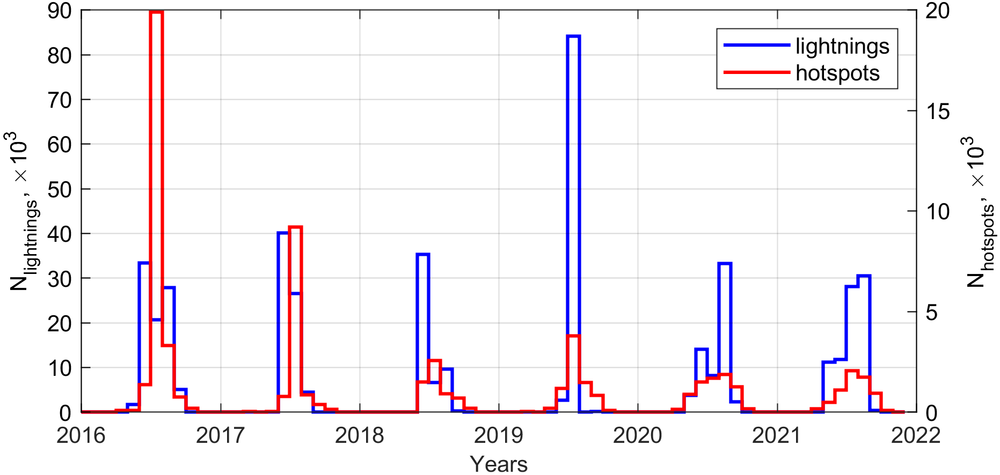 90
80
70
60
50
40
30
20
10
0
N_lightnings, × 10^3
20
15
10
5
0
N_hotspots, × 10^3
lightnings
hotspots
2016 2017 2018 2019 2020 2021 2022
Years